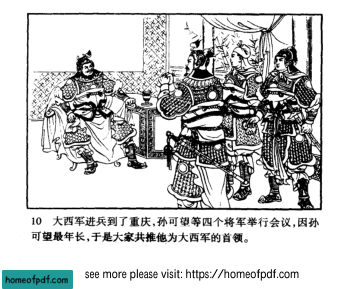 10 大西军进兵到了重庆,孙可望等四个将军举行会议,因孙
可望最年长,于是大家共推他为大西军的首领。
homeofpdf.com
see more please visit: https://homeofpdf.com